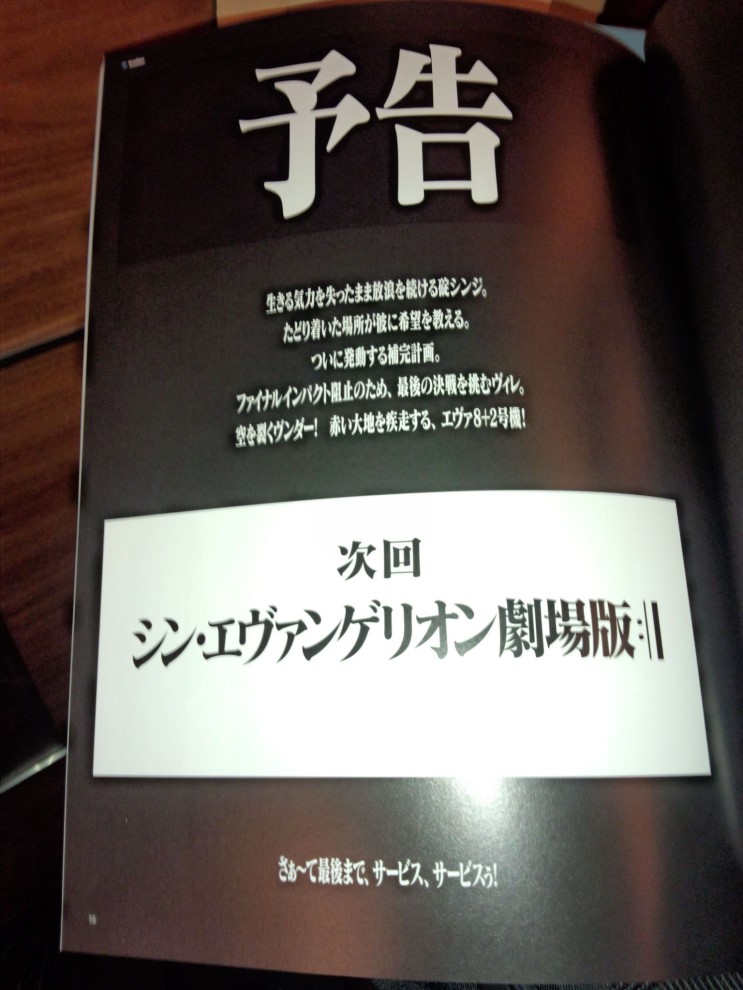 予告
生きる気力を失ったまま放浪を続ける碇シンジ。
たどり着いた場所が彼に希望を教える。
ついに発動する補完計画。
ファイナルインパクト阻止のため、最後の決戦を挑むヴィレ。
空を裂くヴンダー! 赤い大地を疾走する、エヴァ8+2号機!
次回
シン・エヴァンゲリオン劇場版:||
さぁ〜て最後まで、サービス、サービスぅ!